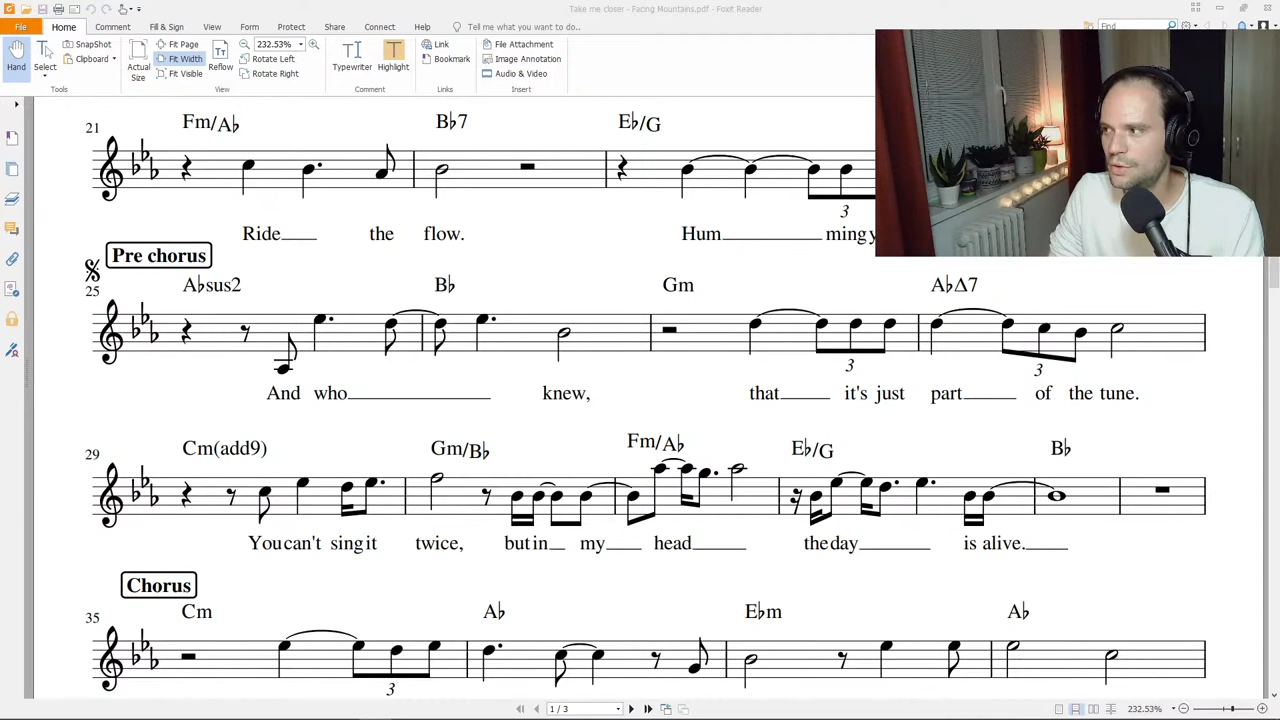 Take me closer - Facing Mountains.pdf - Foxit Reader
File Home Comment Fill & Sign View Form Protect Share Connect Help Tell me what you want to do.. Find
Hand
Select
SnapShot
Clipboard
Tools
Actual Size
Fit Page
Fit Width
Fit Visible
Reflow
232.53%
Rotate Left
Rotate Right
View
Typewriter
Highlight
Comment
Link
Bookmark
Links
File Attachment
Image Annotation
Audio & Video
Insert
21 Fm/A♭ B♭7 E♭/G
3
Ride the flow. Hum ming
Pre chorus
25 A♭sus2 B♭ Gm A♭Δ7
3 3
And who knew, that it's just part of the tune.
29 Cm(add9) Gm/B♭ Fm/A♭ E♭/G B♭
You can't sing it twice, but in my head the day is alive.
Chorus
35 Cm A♭ E♭m A♭
3
1 / 3 232.53%